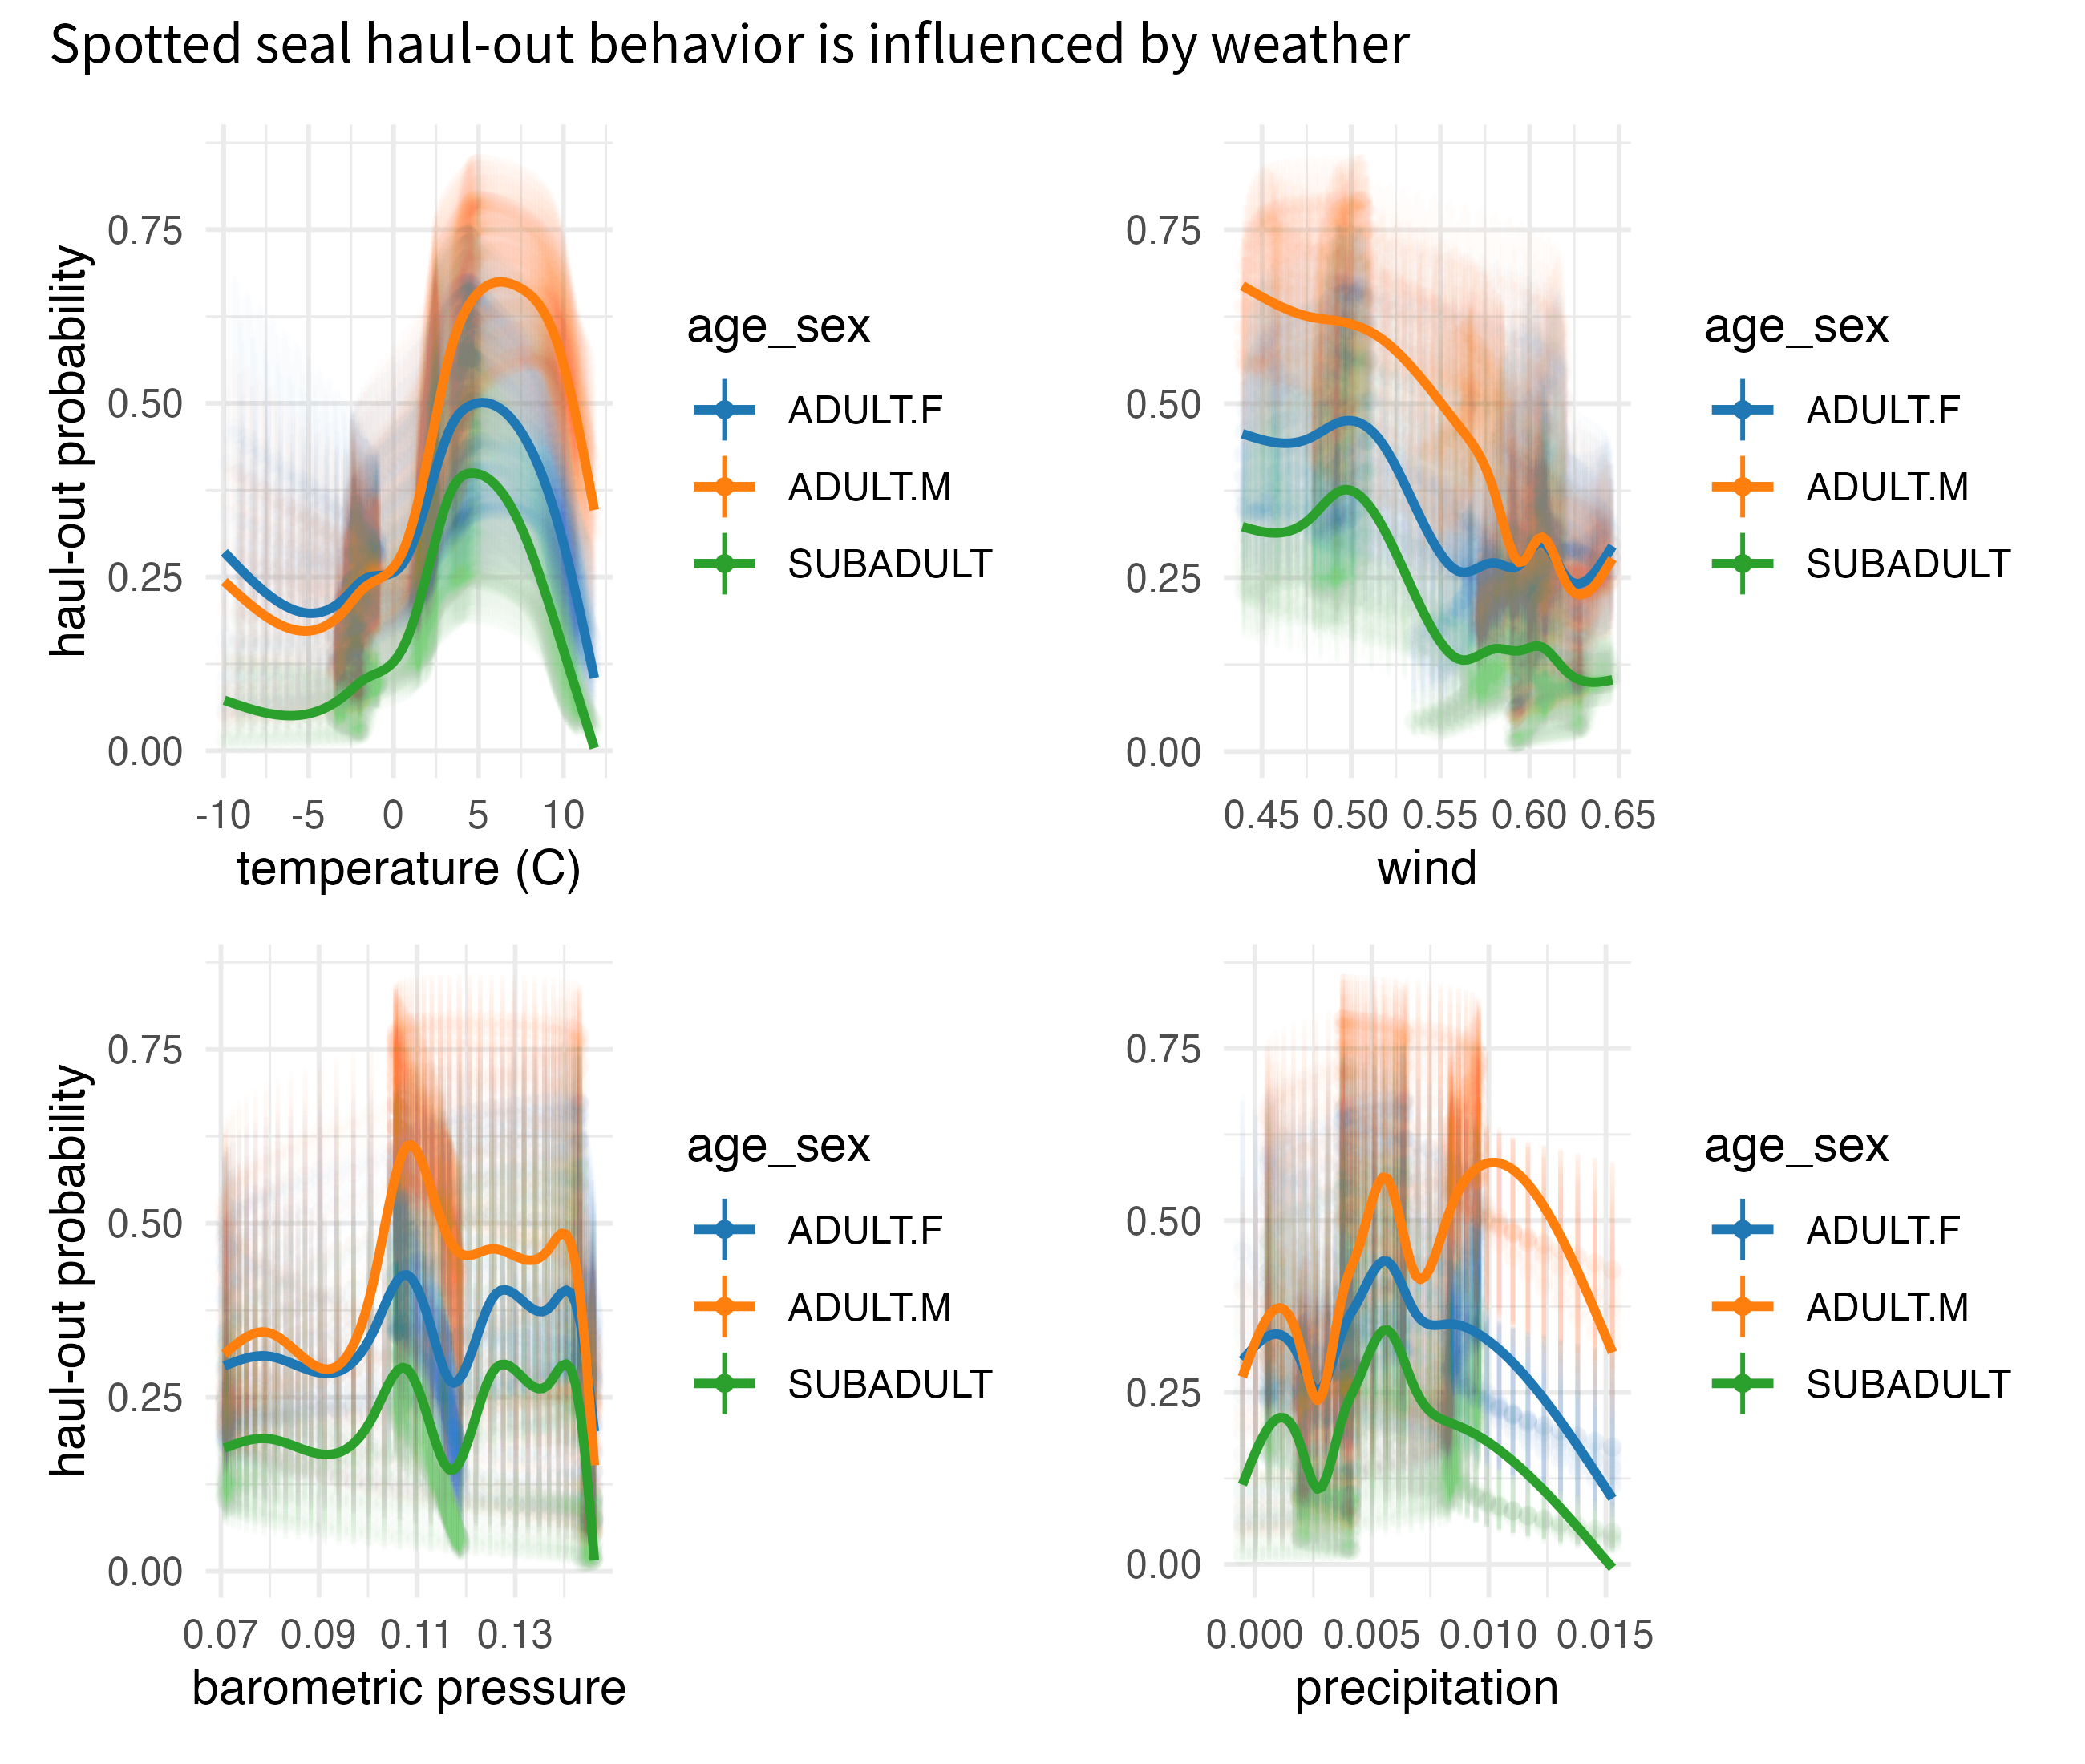 Spotted seal haul-out behavior is influenced by weather
haul-out probability
0.75
0.50
0.25
0.00
-10 -5 0 5 10
temperature (C)
age_sex
ADULT.F
ADULT.M
SUBADULT
0.75
0.50
0.25
0.00
0.45 0.50 0.55 0.60 0.65
wind
age_sex
ADULT.F
ADULT.M
SUBADULT
haul-out probability
0.75
0.50
0.25
0.00
0.07 0.09 0.11 0.13
barometric pressure
age_sex
ADULT.F
ADULT.M
SUBADULT
0.75
0.50
0.25
0.00
0.000 0.005 0.010 0.015
precipitation
age_sex
ADULT.F
ADULT.M
SUBADULT